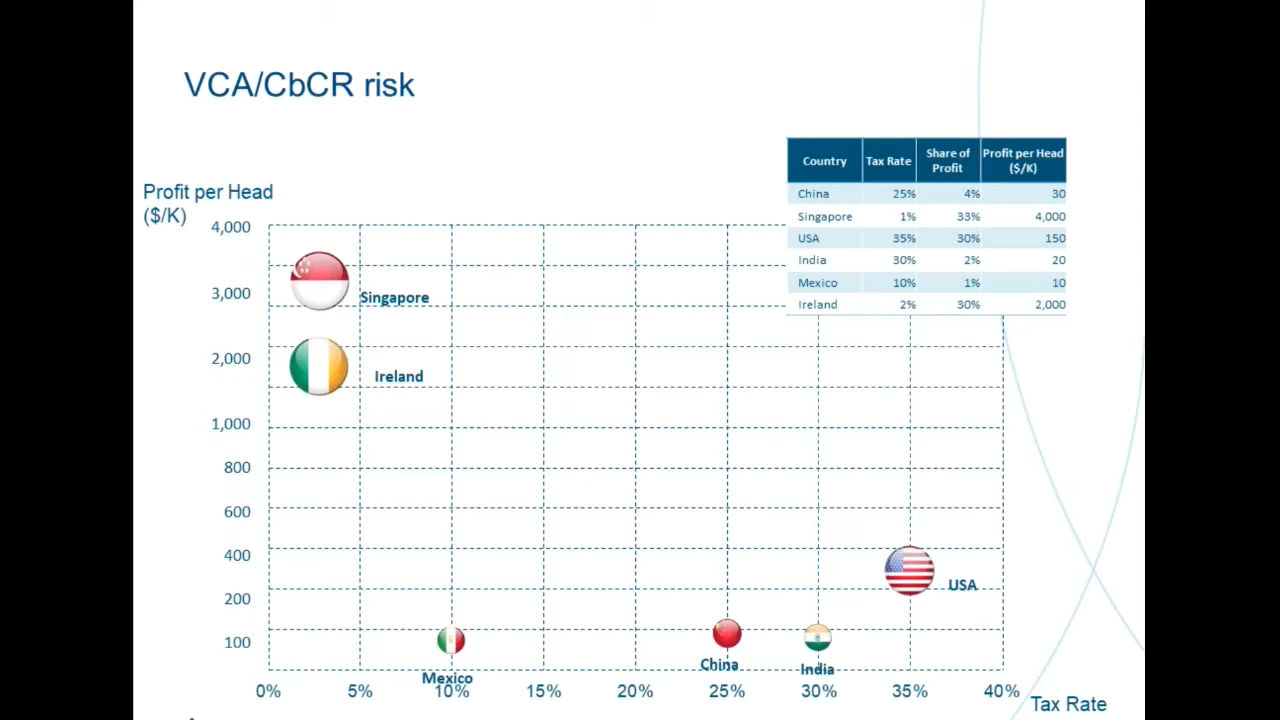 VCA/CbCR risk
Country Tax Rate Share of Profit Profit per Head ($/K)
China 25% 4% 30
Singapore 1% 33% 4,000
USA 35% 30% 150
India 30% 2% 20
Mexico 10% 1% 10
Ireland 2% 30% 2,000
Profit per Head
($/K)
4,000
3,000
2,000
1,000
800
600
400
200
100
Singapore
Ireland
USA
China
India
Mexico
0% 5% 10% 15% 20% 25% 30% 35% 40%
Tax Rate